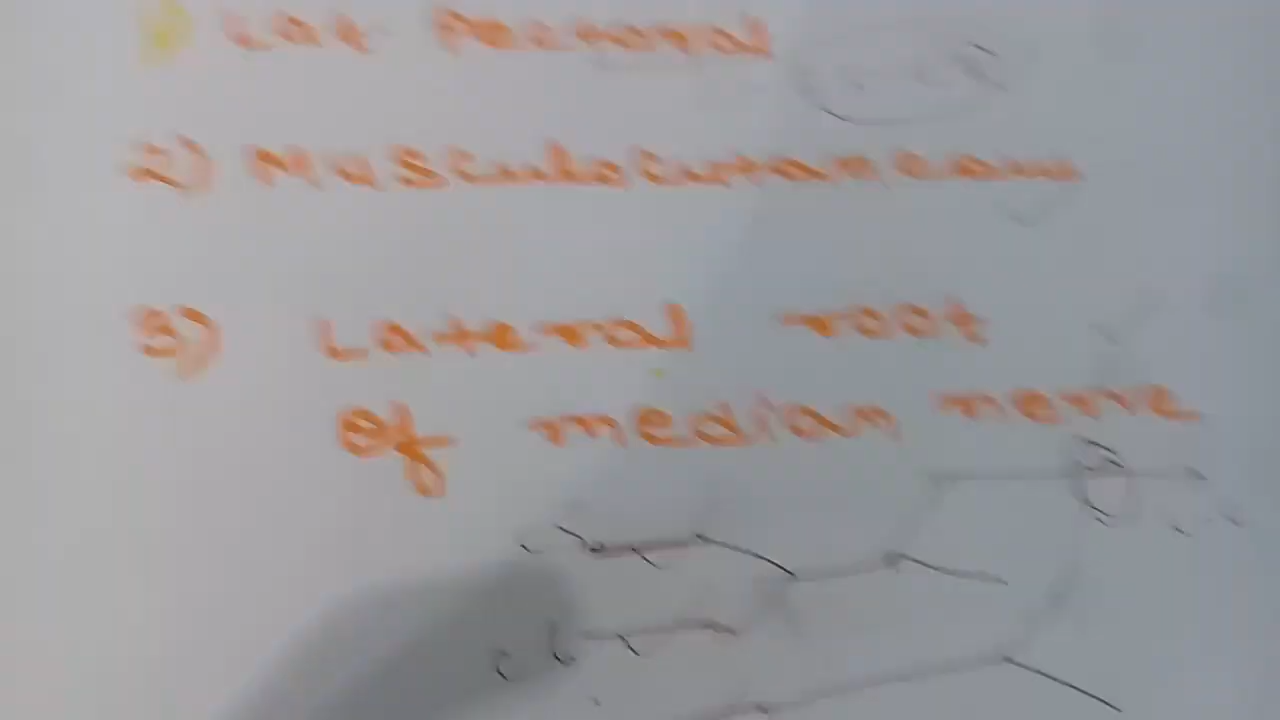 Lat Pectoral
2) Musculocutaneous
3) Lateral root
of median nerve